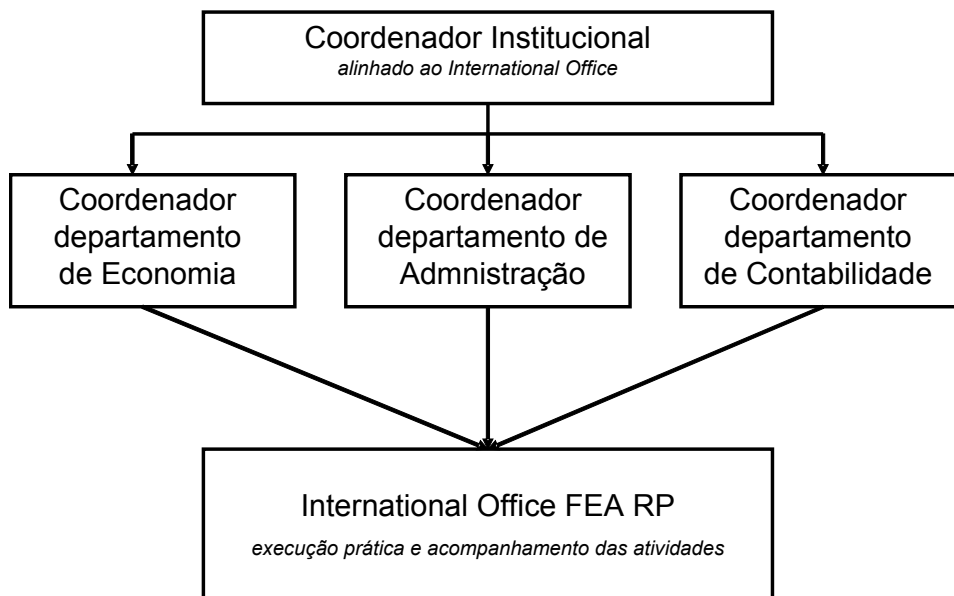 Coordenador Institucional
alinhado ao International Office
Coordenador
departamento
de Economia
Coordenador
departamento de
Admnistração
Coordenador
departamento
de Contabilidade
International Office FEA RP
execução prática e acompanhamento das atividades